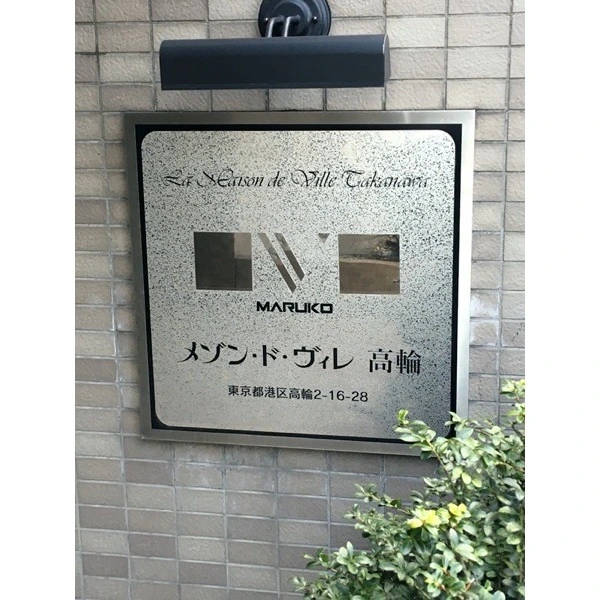 La Maison de Ville Takanawa
MARUKO
メゾン・ド・ヴィレ 高輪
東京都港区高輪2-16-28